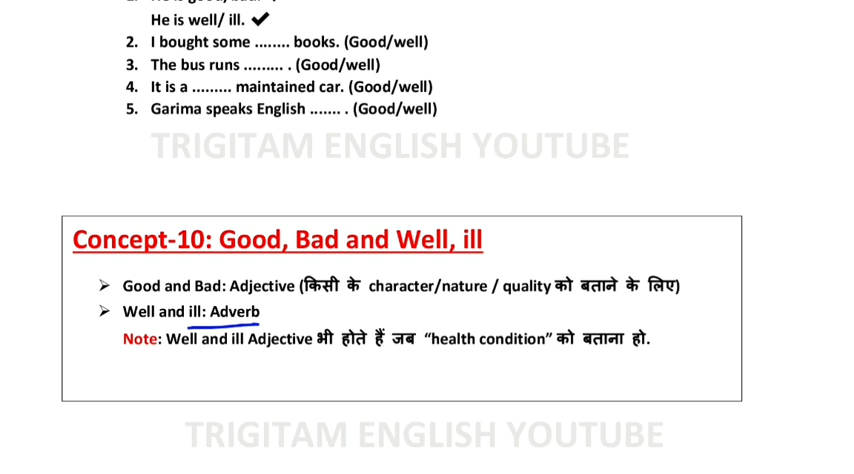 He is well/ ill. ✔
2. I bought some ........ books. (Good/well)
3. The bus runs ......... . (Good/well)
4. It is a ......... maintained car. (Good/well)
5. Garima speaks English ....... . (Good/well)
TRIGITAM ENGLISH YOUTUBE
Concept-10: Good, Bad and Well, ill
➢ Good and Bad: Adjective (किसी के character/nature / quality को बताने के लिए)
➢ Well and ill: Adverb
Note: Well and ill Adjective भी होते हैं जब “health condition” को बताना हो.
TRIGITAM ENGLISH YOUTUBE